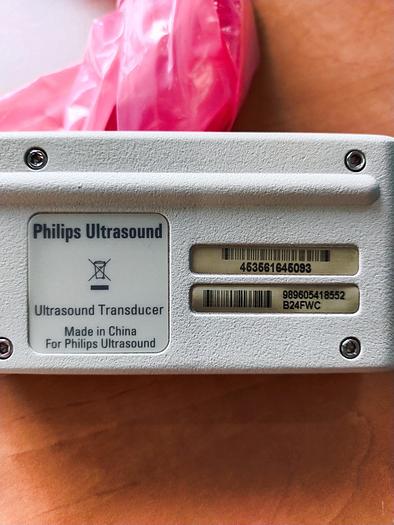 Philips Ultrasound
Ultrasound Transducer
Made in China
For Philips Ultrasound
453561645093
989605418552
B24FWC